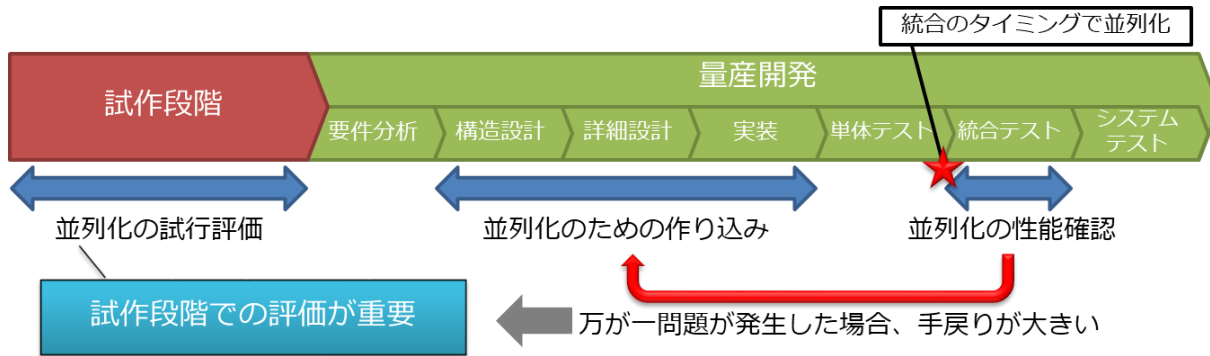 統合のタイミングで並列化
試作段階
量産開発
要件分析
構造設計
詳細設計
実装
単体テスト
統合テスト
システム
テスト
並列化の試行評価
並列化のための作り込み
並列化の性能確認
試作段階での評価が重要
万が一問題が発生した場合、手戻りが大きい